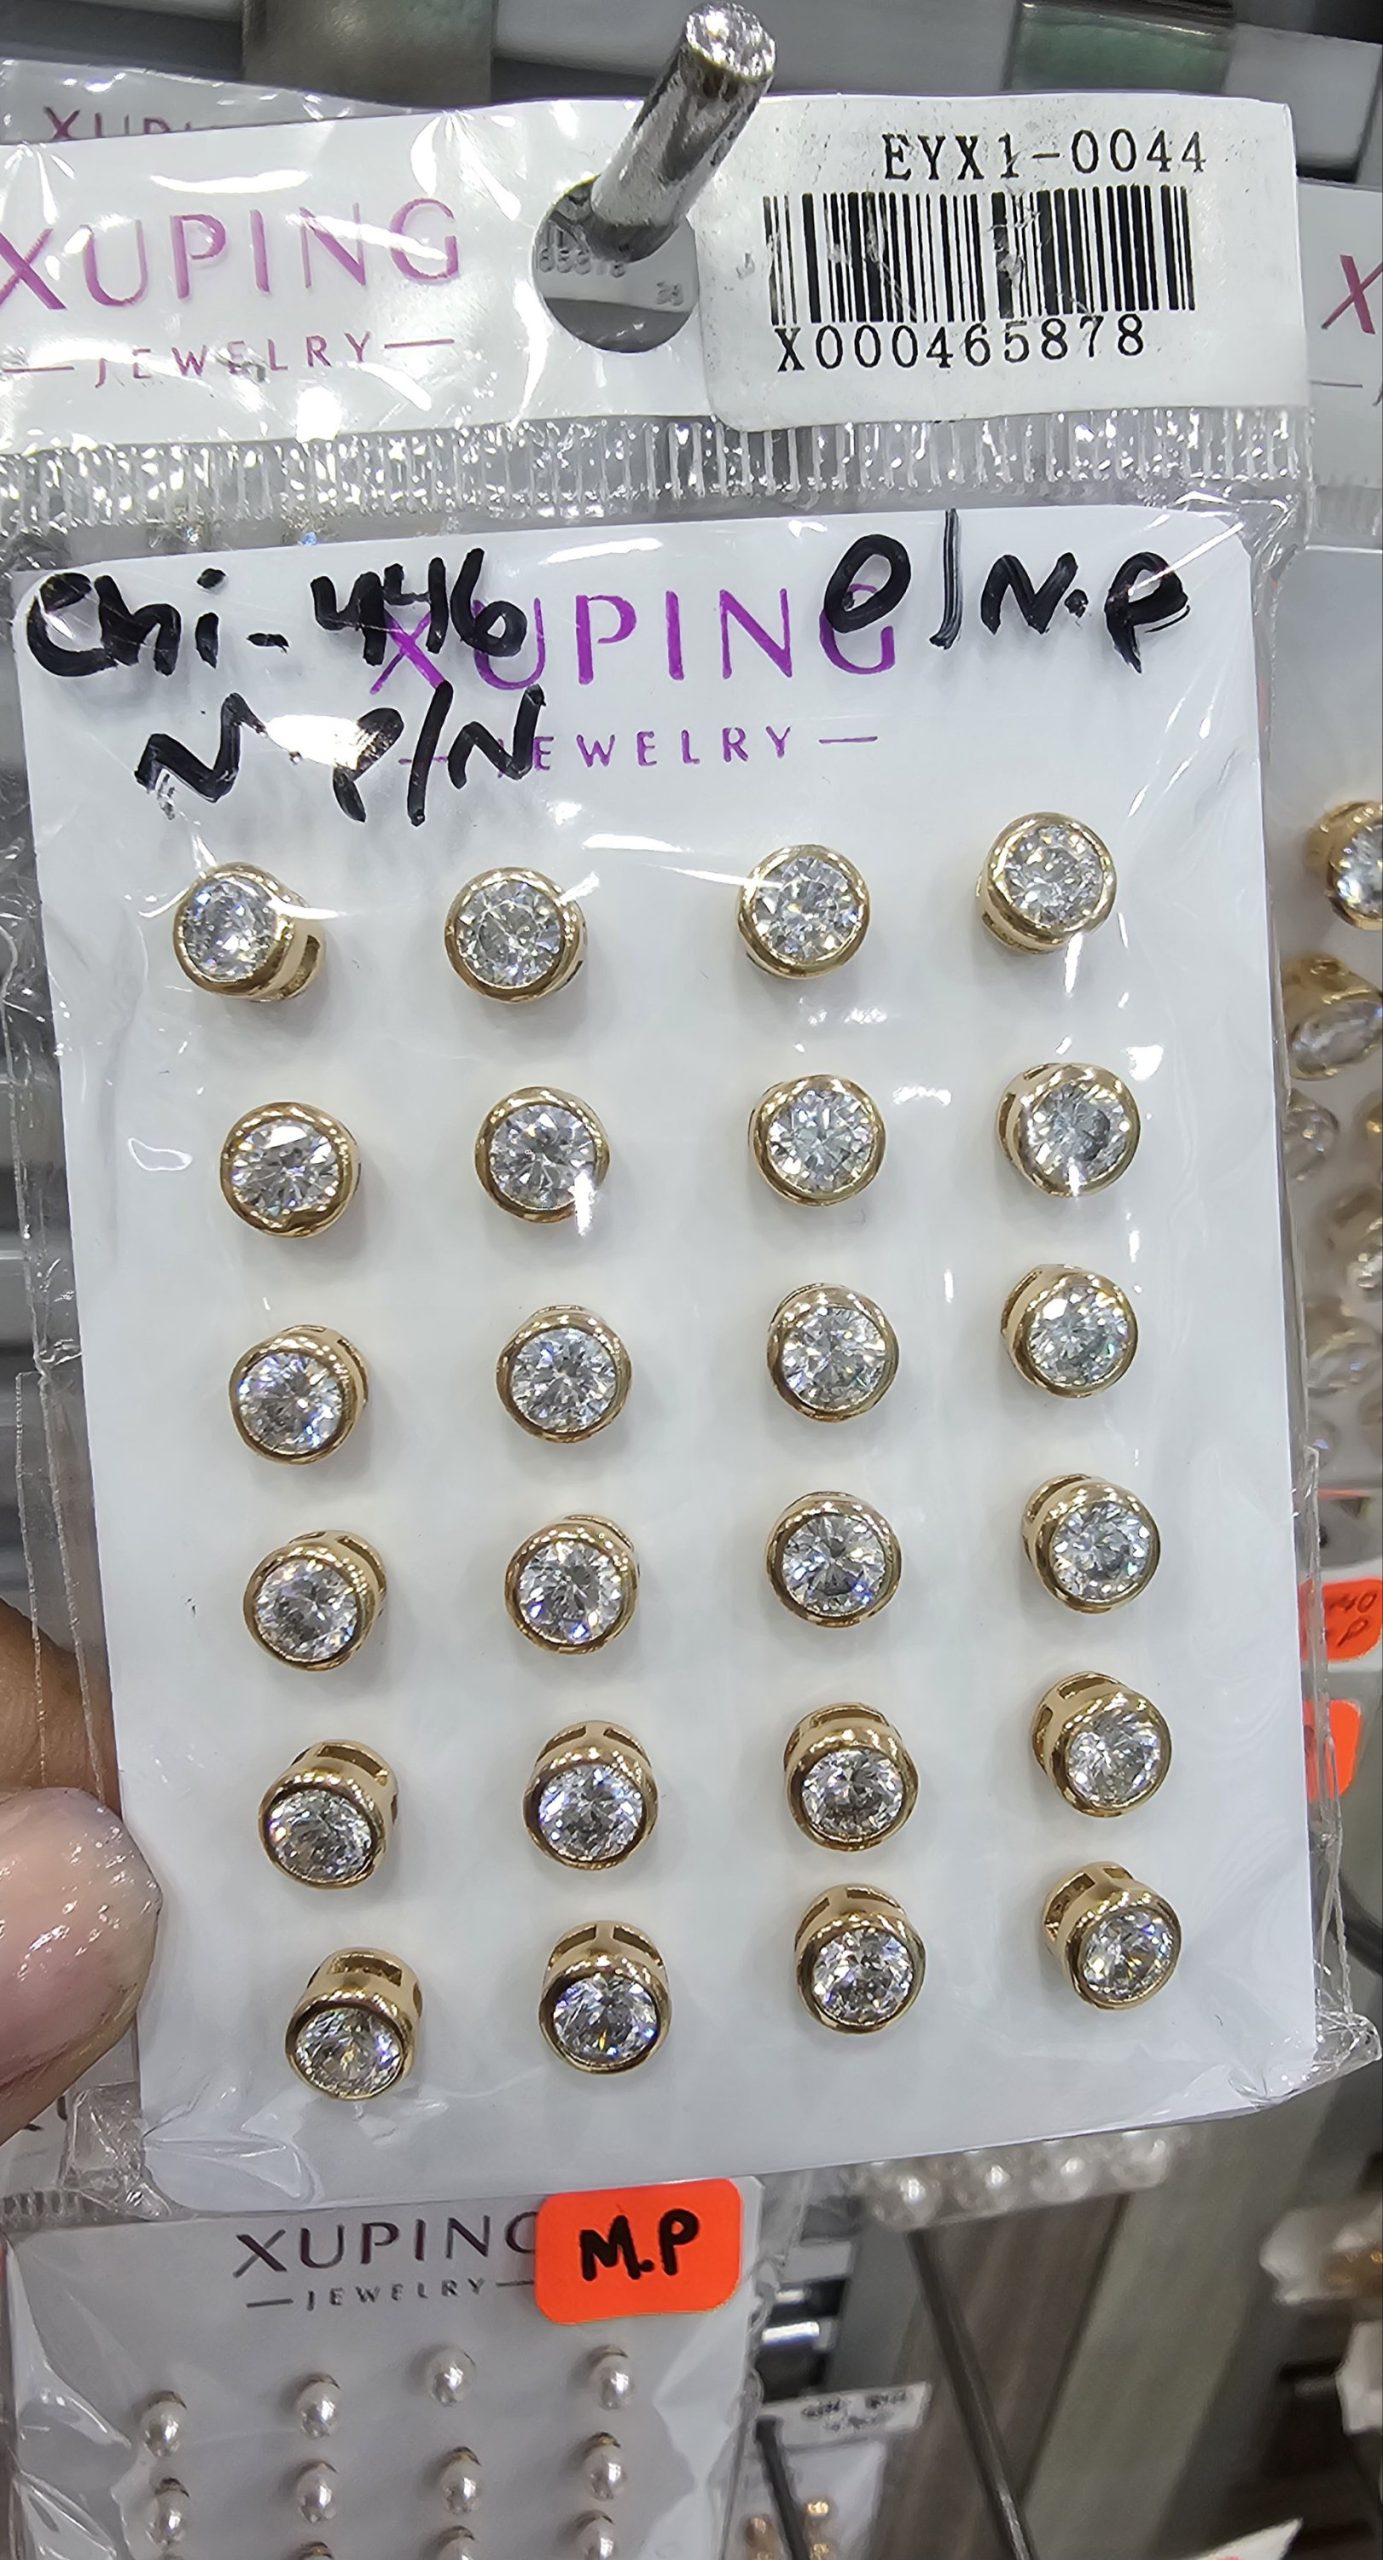 XUPING
JEWELRY
EYX1-0044
X000465878
Chi-446
O/N.P
N.P/N
XUPING
JEWELRY
XUPING
JEWELRY
M.P